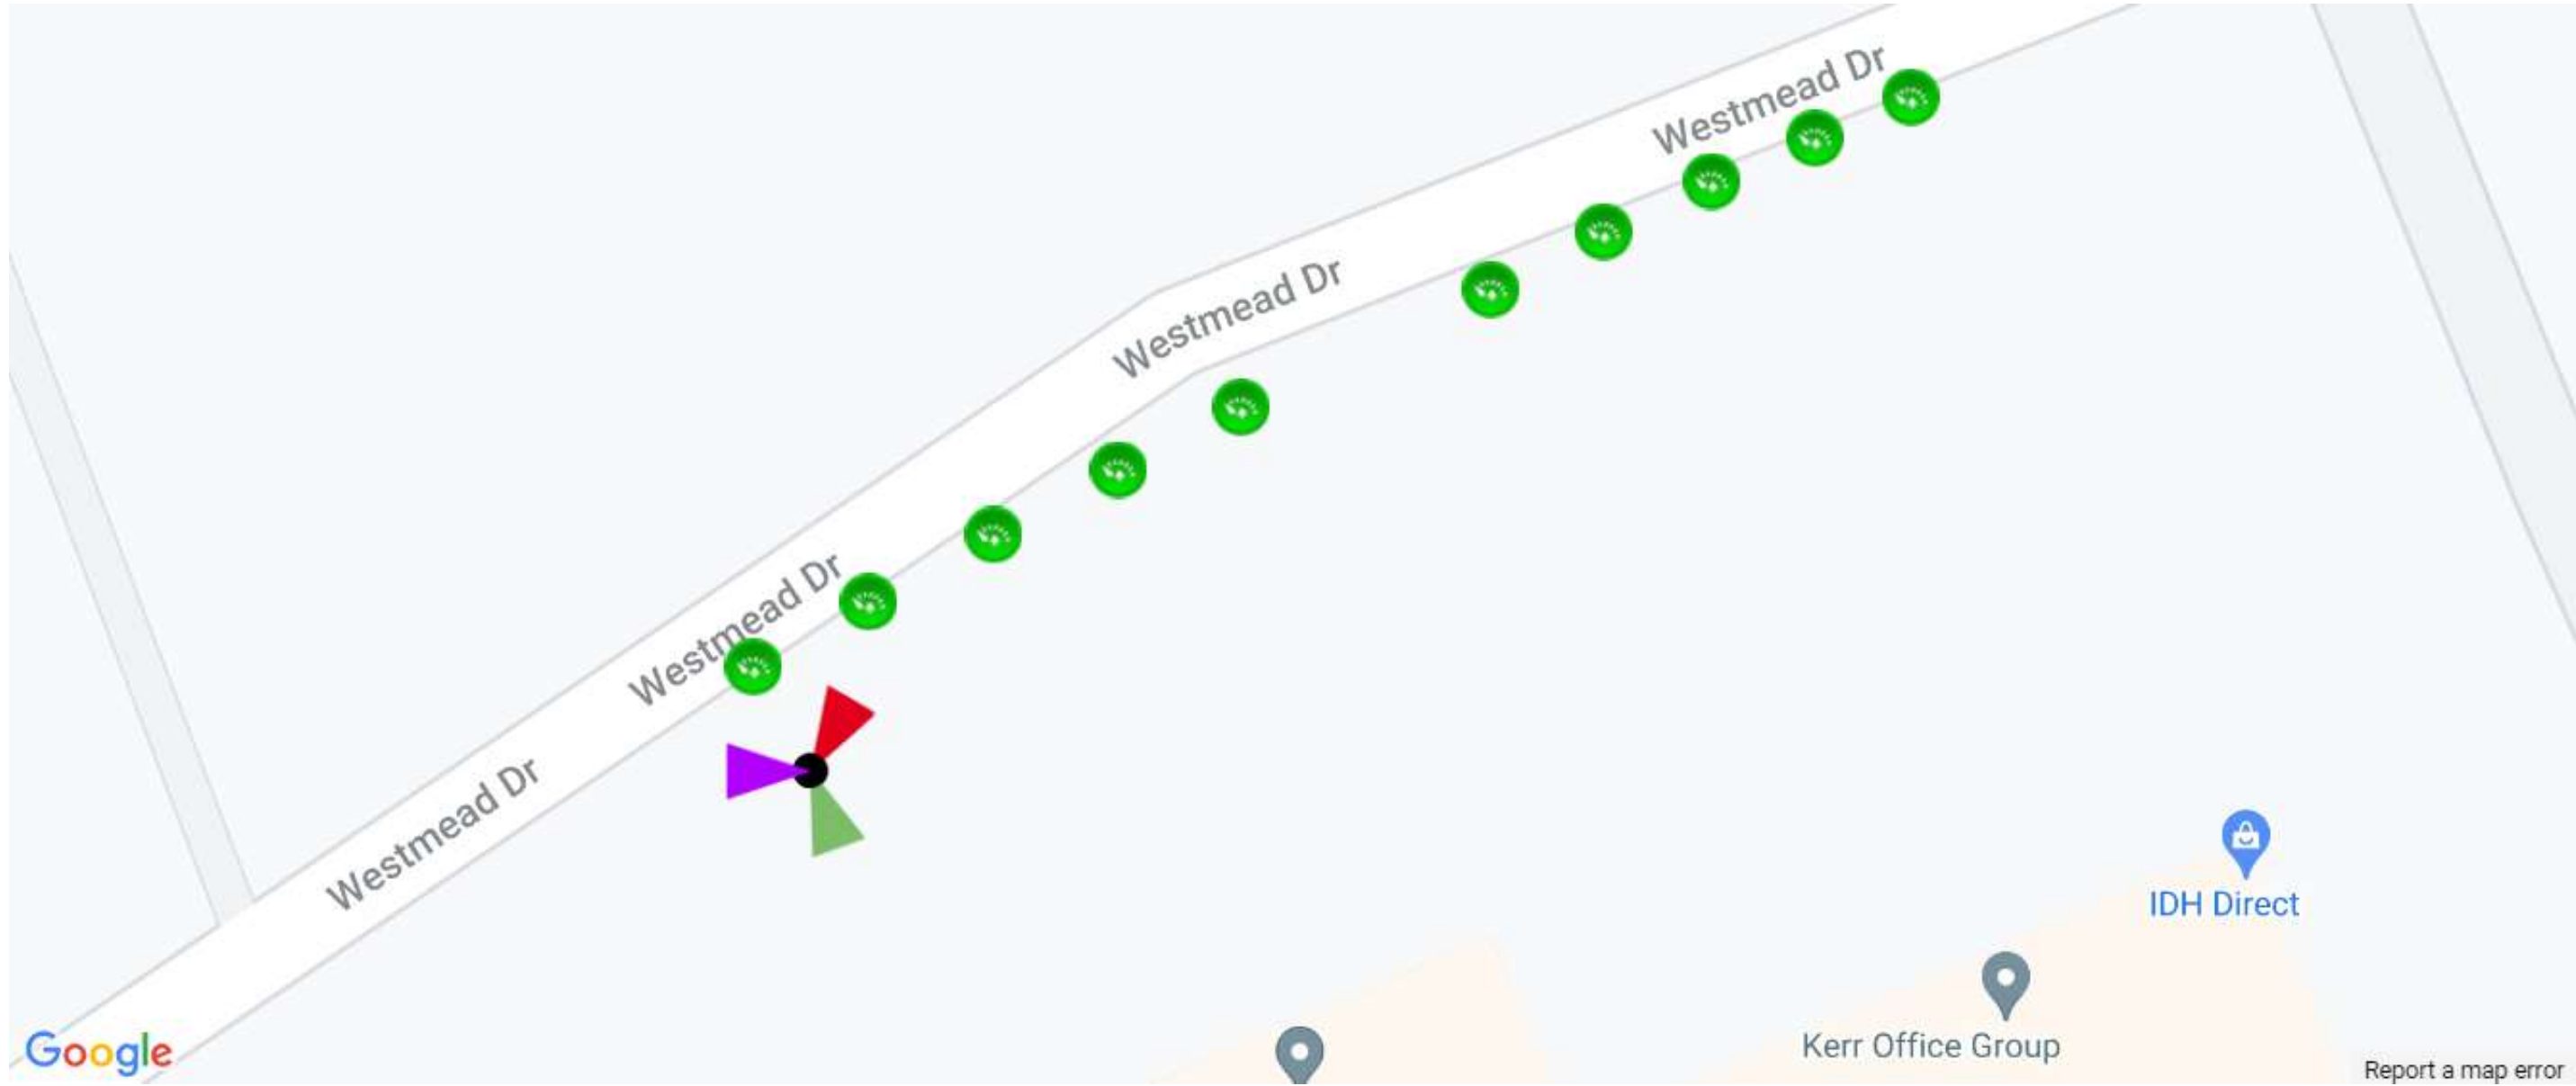 Westmead Dr
Westmead Dr
Westmead Dr
Westmead Dr
IDH Direct
Kerr Office Group
Google
Report a map error